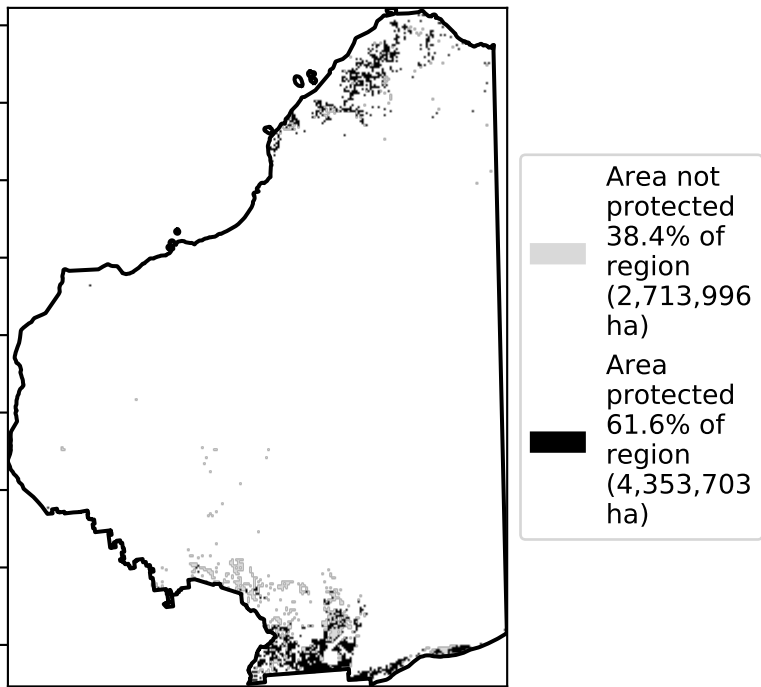 Area not
protected
38.4% of
region
(2,713,996
ha)
Area
protected
61.6% of
region
(4,353,703
ha)